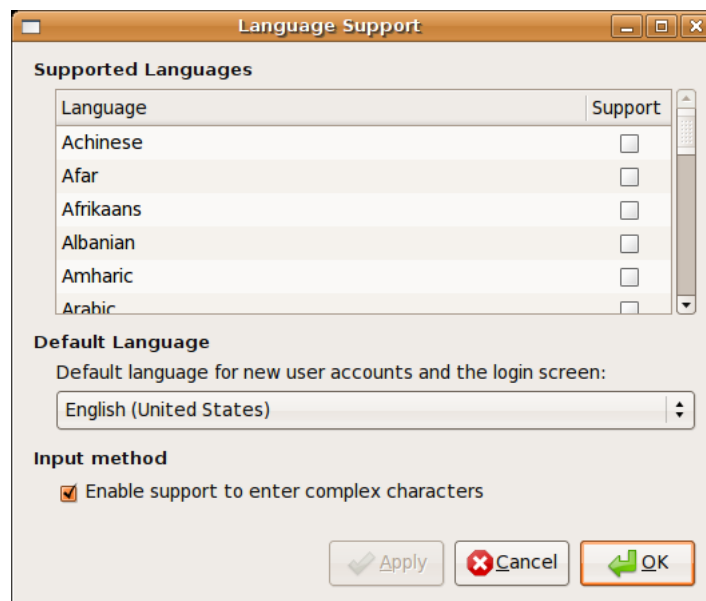 Language Support
Supported Languages
Language Support
Achinese
Afar
Afrikaans
Albanian
Amharic
Arabic
Default Language
Default language for new user accounts and the login screen:
English (United States)
Input method
Enable support to enter complex characters
Apply Cancel OK